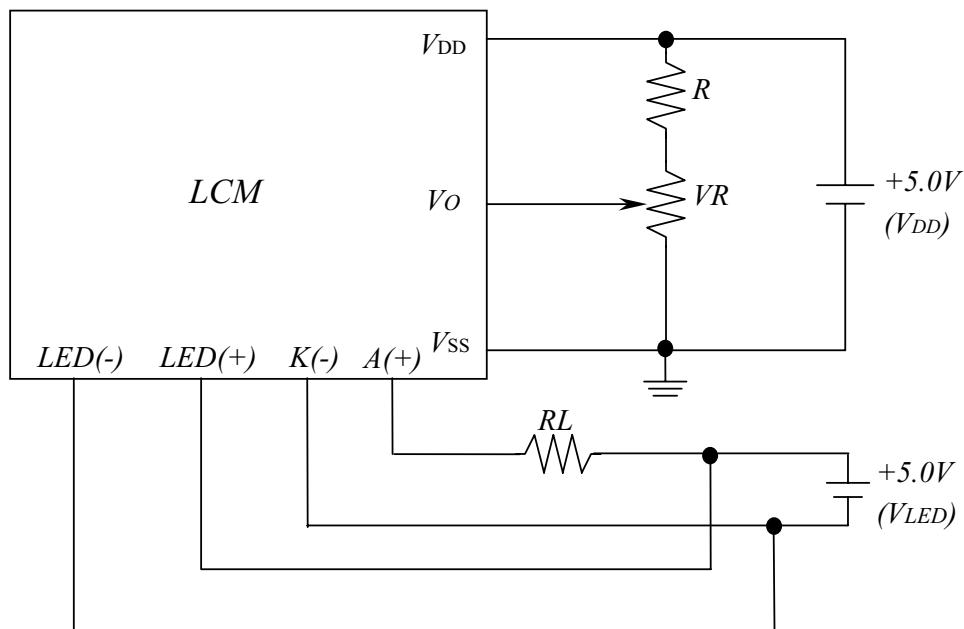 VDD
R
LCM
VO
VR
+5.0V
(VDD)
VSS
LED(-) LED(+) K(-) A(+)
RL
+5.0V
(VLED)